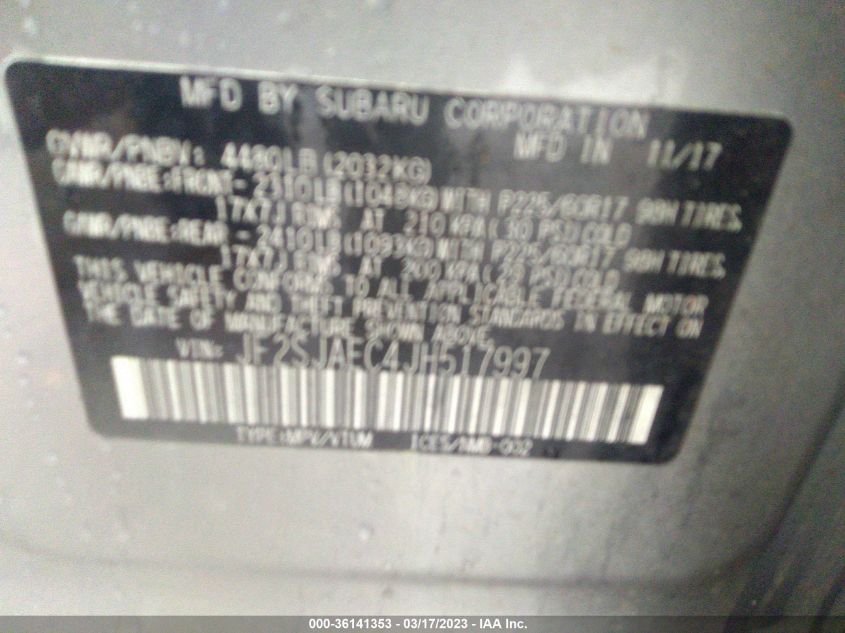 MFD BY SUBARU CORPORATION
GVWR/PNBV: 4480LB(2032KG) MFD IN 11/17
GAWR/PNBE:FRONT- 2310LB(1048KG)WITH P225/60R17 98H TIRES,
17X7J RIMS AT 210 KPA(30 PSI)COLD
GAWR/PNBE:REAR - 2410LB(1093KG)WITH P225/60R17 98H TIRES,
17X7J RIMS AT 200 KPA(28 PSI)COLD
THIS VEHICLE CONFORMS TO ALL APPLICABLE FEDERAL MOTOR
VEHICLE SAFETY AND THEFT PREVENTION STANDARDS IN EFFECT ON
THE DATE OF MANUFACTURE SHOWN ABOVE.
VIN: JF2SJAEC4JH517997
TYPE:MPV/VTUM ICES/NMB-002
000-36141353 - 03/17/2023 - IAA Inc.